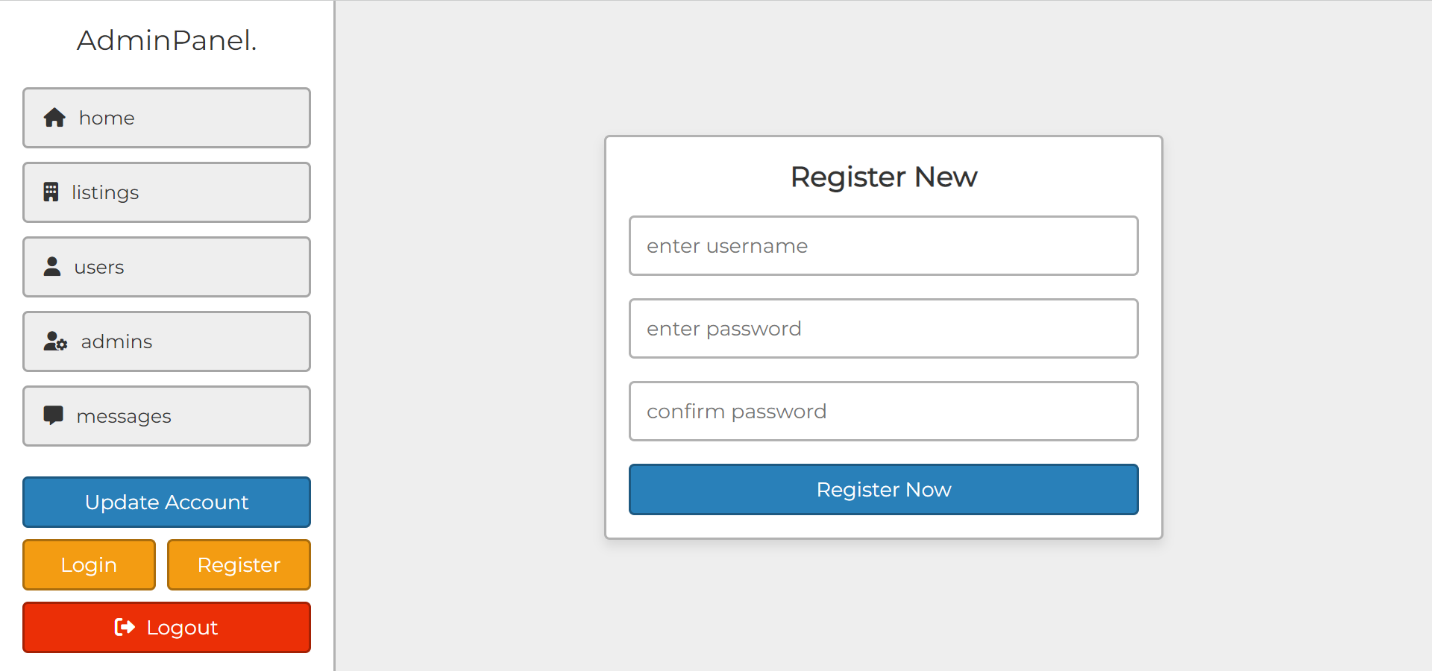 AdminPanel.
home
listings
users
admins
messages
Update Account
Login
Register
Logout
Register New
enter username
enter password
confirm password
Register Now